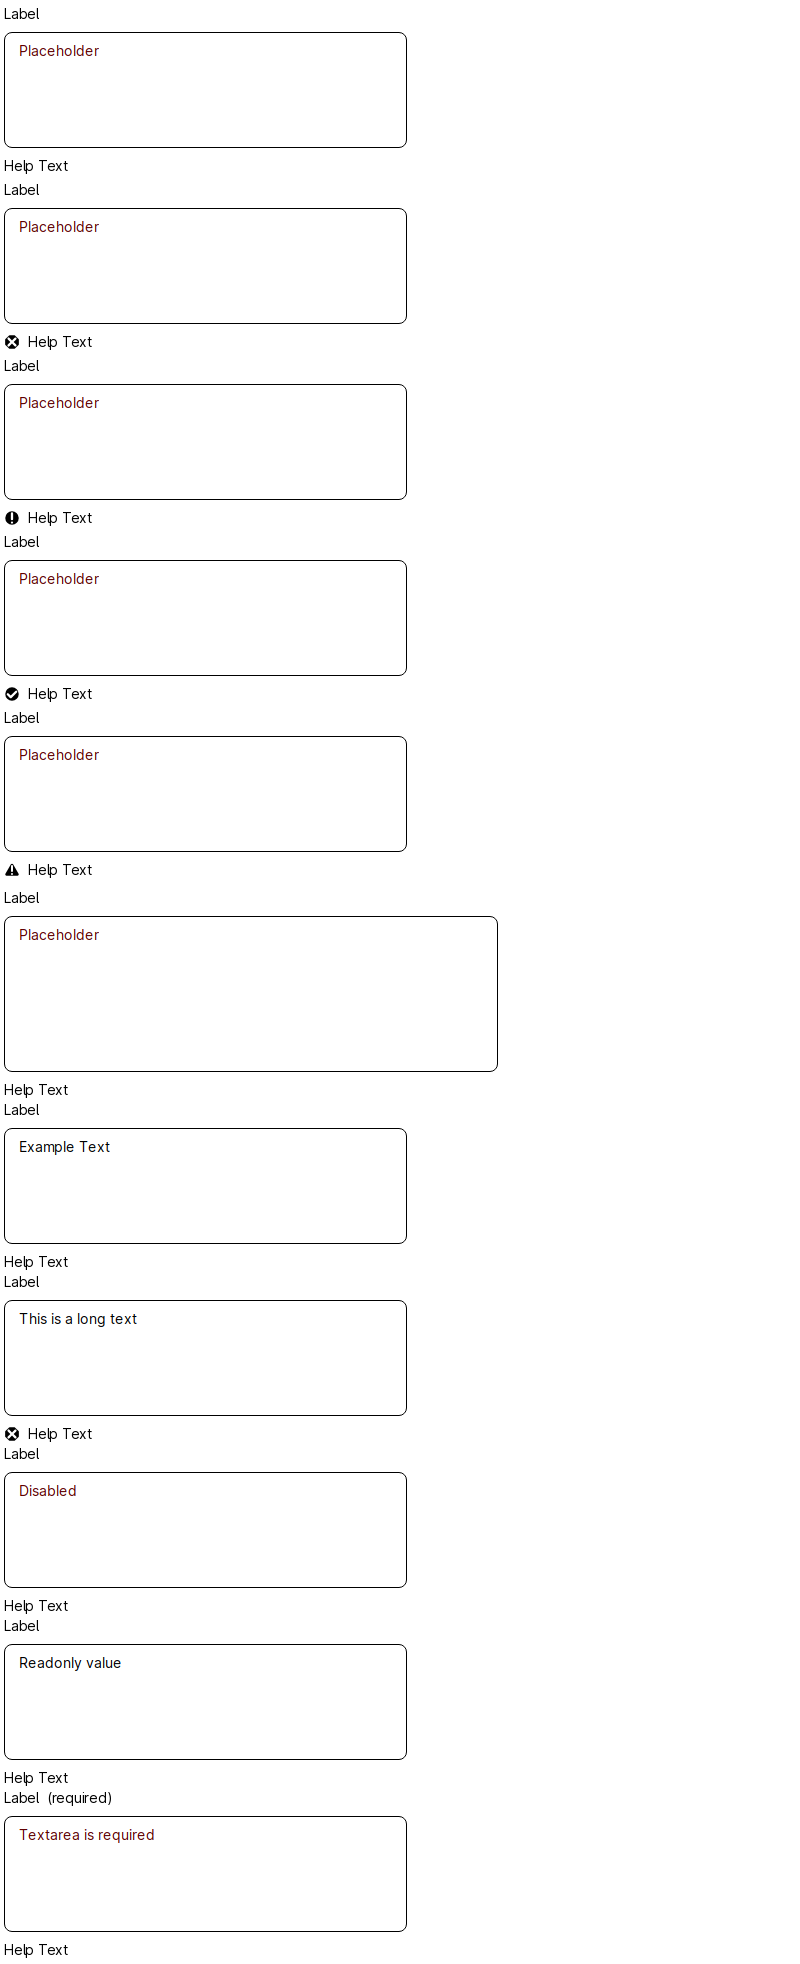 Label
Placeholder
Help Text
Label
Placeholder
Help Text
Label
Placeholder
Help Text
Label
Placeholder
Help Text
Label
Placeholder
Help Text
Label
Placeholder
Help Text
Label
Example Text
Help Text
Label
This is a long text
Help Text
Label
Disabled
Help Text
Label
Readonly value
Help Text
Label (required)
Textarea is required
Help Text